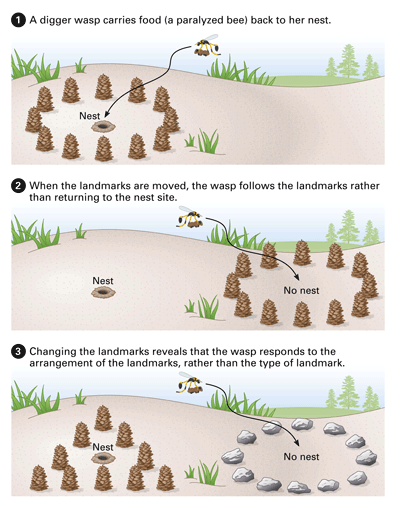 1 A digger wasp carries food (a paralyzed bee) back to her nest.
Nest
2 When the landmarks are moved, the wasp follows the landmarks rather
than returning to the nest site.
Nest
No nest
3 Changing the landmarks reveals that the wasp responds to the
arrangement of the landmarks, rather than the type of landmark.
Nest
No nest